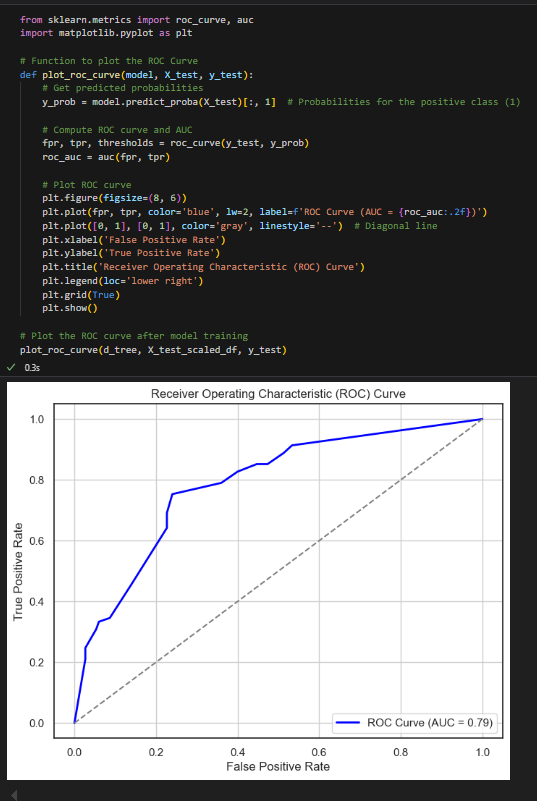 from sklearn.metrics import roc_curve, auc
import matplotlib.pyplot as plt
# Function to plot the ROC Curve
def plot_roc_curve(model, X_test, y_test):
    # Get predicted probabilities
    y_prob = model.predict_proba(X_test)[:, 1]  # Probabilities for the positive class (1)
    # Compute ROC curve and AUC
    fpr, tpr, thresholds = roc_curve(y_test, y_prob)
    roc_auc = auc(fpr, tpr)
    # Plot ROC curve
    plt.figure(figsize=(8, 6))
    plt.plot(fpr, tpr, color='blue', lw=2, label=f'ROC Curve (AUC = {roc_auc:.2f})')
    plt.plot([0, 1], [0, 1], color='gray', linestyle='--')  # Diagonal line
    plt.xlabel('False Positive Rate')
    plt.ylabel('True Positive Rate')
    plt.title('Receiver Operating Characteristic (ROC) Curve')
    plt.legend(loc='lower right')
    plt.grid(True)
    plt.show()
# Plot the ROC curve after model training
plot_roc_curve(d_tree, X_test_scaled_df, y_test)
0.3s
Receiver Operating Characteristic (ROC) Curve
1.0
0.8
0.6
0.4
0.2
0.0
True Positive Rate
ROC Curve (AUC = 0.79)
0.0 0.2 0.4 0.6 0.8 1.0
False Positive Rate